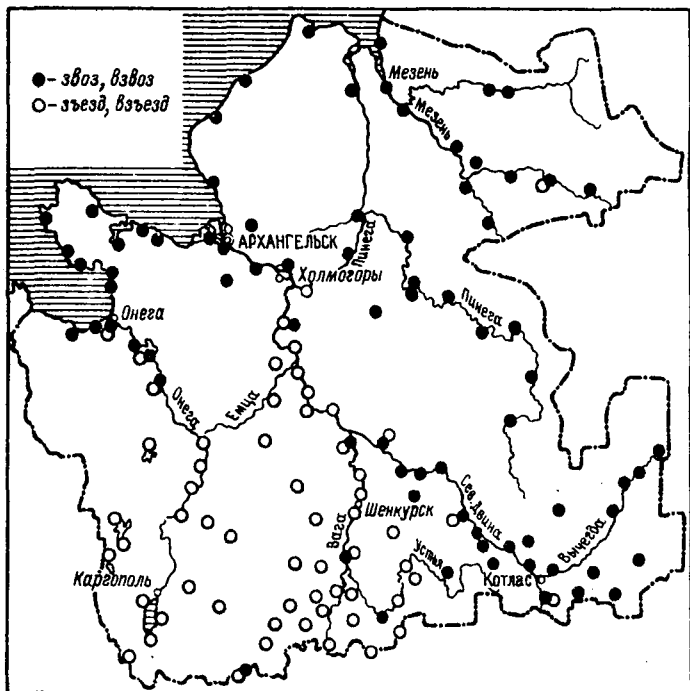 ● – звоз, взвоз
○ – зъезд, взъезд
Мезень
Мезень
АРХАНГЕЛЬСК
Пинега
Холмогоры
Пинега
Онега
Онега
Емца
Сев. Двина
Шенкурск
Вага
Устья
Вычегда
Котлас
Каргополь